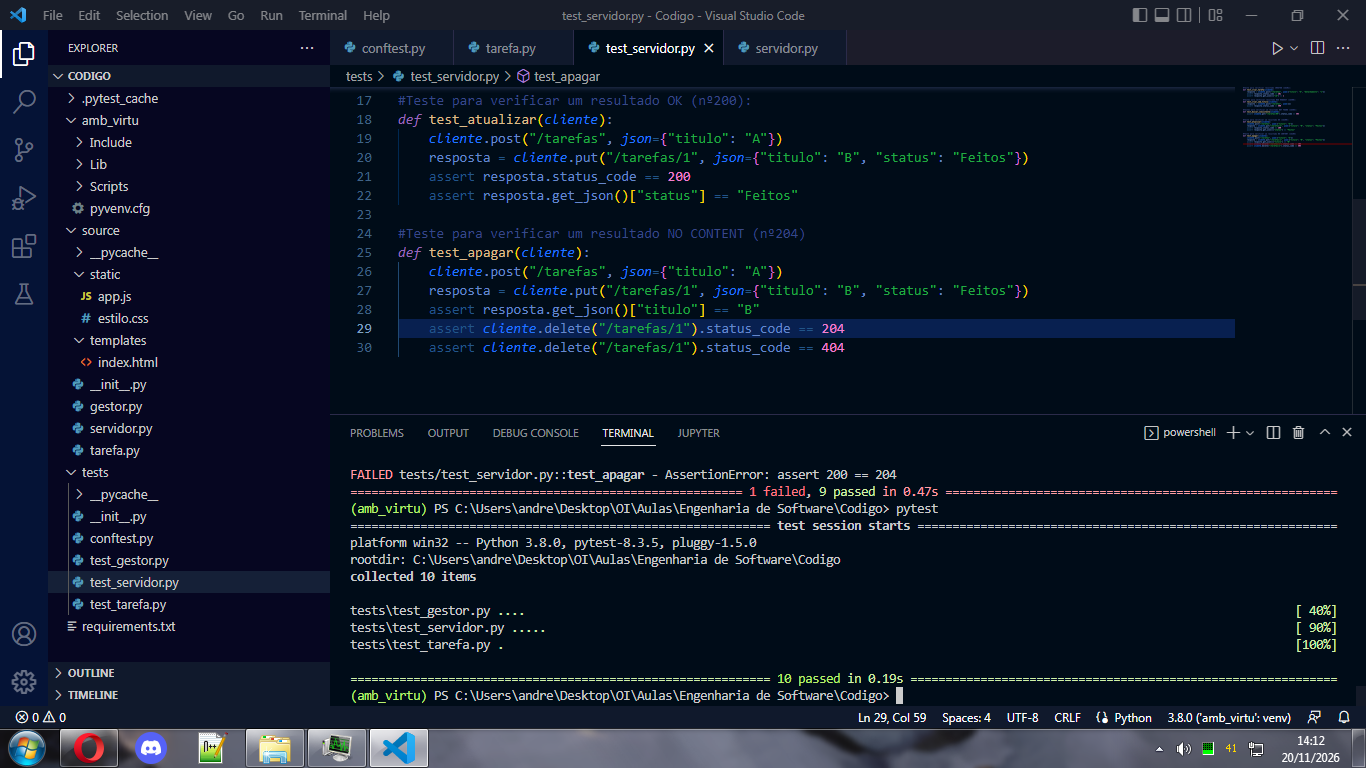 File Edit Selection View Go Run Terminal Help
test_servidor.py - Codigo - Visual Studio Code
EXPLORER
CODIGO
.pytest_cache
amb_virtu
Include
Lib
Scripts
pyvenv.cfg
source
__pycache__
static
JS app.js
# estilo.css
templates
<> index.html
__init__.py
gestor.py
servidor.py
tarefa.py
tests
__pycache__
__init__.py
conftest.py
test_gestor.py
test_servidor.py
test_tarefa.py
requirements.txt
OUTLINE
TIMELINE
conftest.py tarefa.py test_servidor.py servidor.py
tests > test_servidor.py > test_apagar
17 #Teste para verificar um resultado OK (nº200):
18 def test_atualizar(cliente):
19 cliente.post("/tarefas", json={"titulo": "A"})
20 resposta = cliente.put("/tarefas/1", json={"titulo": "B", "status": "Feitos"})
21 assert resposta.status_code == 200
22 assert resposta.get_json()["status"] == "Feitos"
23
24 #Teste para verificar um resultado NO CONTENT (nº204)
25 def test_apagar(cliente):
26 cliente.post("/tarefas", json={"titulo": "A"})
27 resposta = cliente.put("/tarefas/1", json={"titulo": "B", "status": "Feitos"})
28 assert resposta.get_json()["titulo"] == "B"
29 assert cliente.delete("/tarefas/1").status_code == 204
30 assert cliente.delete("/tarefas/1").status_code == 404
PROBLEMS OUTPUT DEBUG CONSOLE TERMINAL JUPYTER
powershell
FAILED tests/test_servidor.py::test_apagar - AssertionError: assert 200 == 204
======================================================== 1 failed, 9 passed in 0.47s ========================================================
(amb_virtu) PS C:\Users\andre\Desktop\OI\Aulas\Engenharia de Software\Codigo> pytest
============================================================ test session starts ============================================================
platform win32 -- Python 3.8.0, pytest-8.3.5, pluggy-1.5.0
rootdir: C:\Users\andre\Desktop\OI\Aulas\Engenharia de Software\Codigo
collected 10 items
tests\test_gestor.py .... [ 40%]
tests\test_servidor.py ..... [ 90%]
tests\test_tarefa.py . [100%]
============================================================ 10 passed in 0.19s =============================================================
(amb_virtu) PS C:\Users\andre\Desktop\OI\Aulas\Engenharia de Software\Codigo>
0 0
Ln 29, Col 59 Spaces: 4 UTF-8 CRLF Python 3.8.0 ('amb_virtu': venv)
41
14:12
20/11/2026